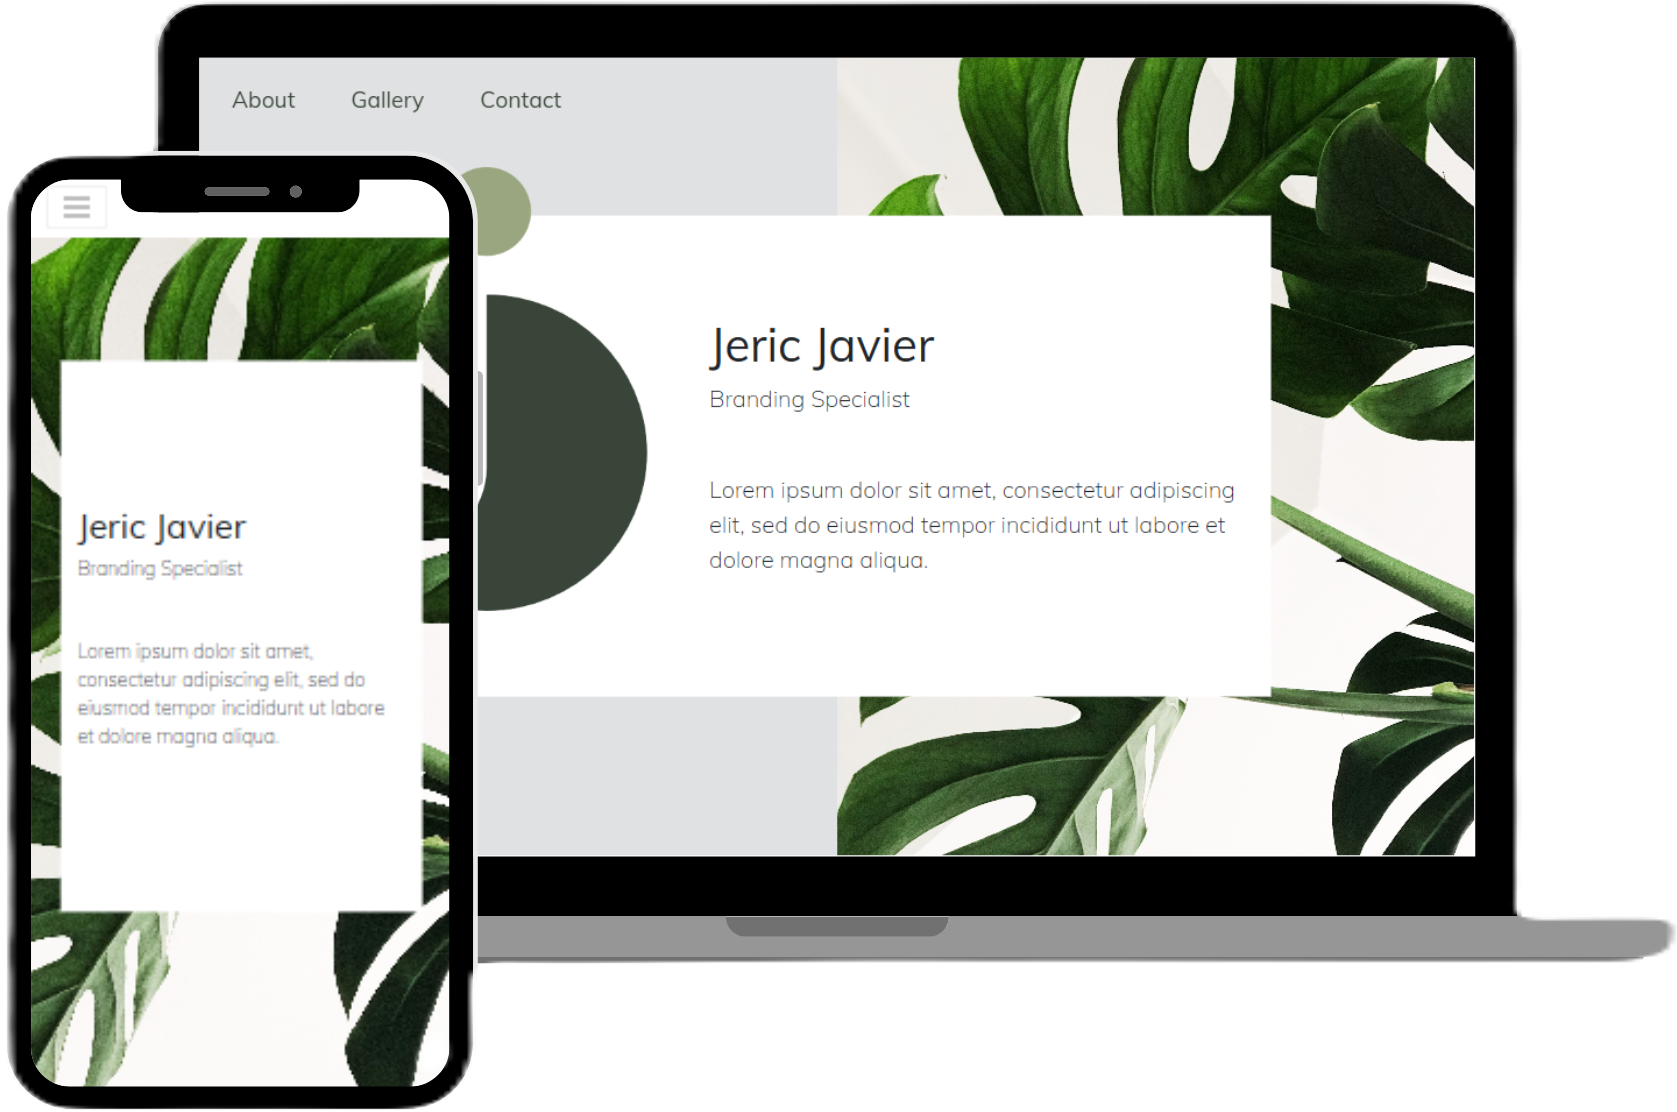 About Gallery Contact
Jeric Javier
Branding Specialist
Lorem ipsum dolor sit amet, consectetur adipiscing
elit, sed do eiusmod tempor incididunt ut labore et
dolore magna aliqua.
Jeric Javier
Branding Specialist
Lorem ipsum dolor sit amet,
consectetur adipiscing elit, sed do
eiusmod tempor incididunt ut labore
et dolore magna aliqua.